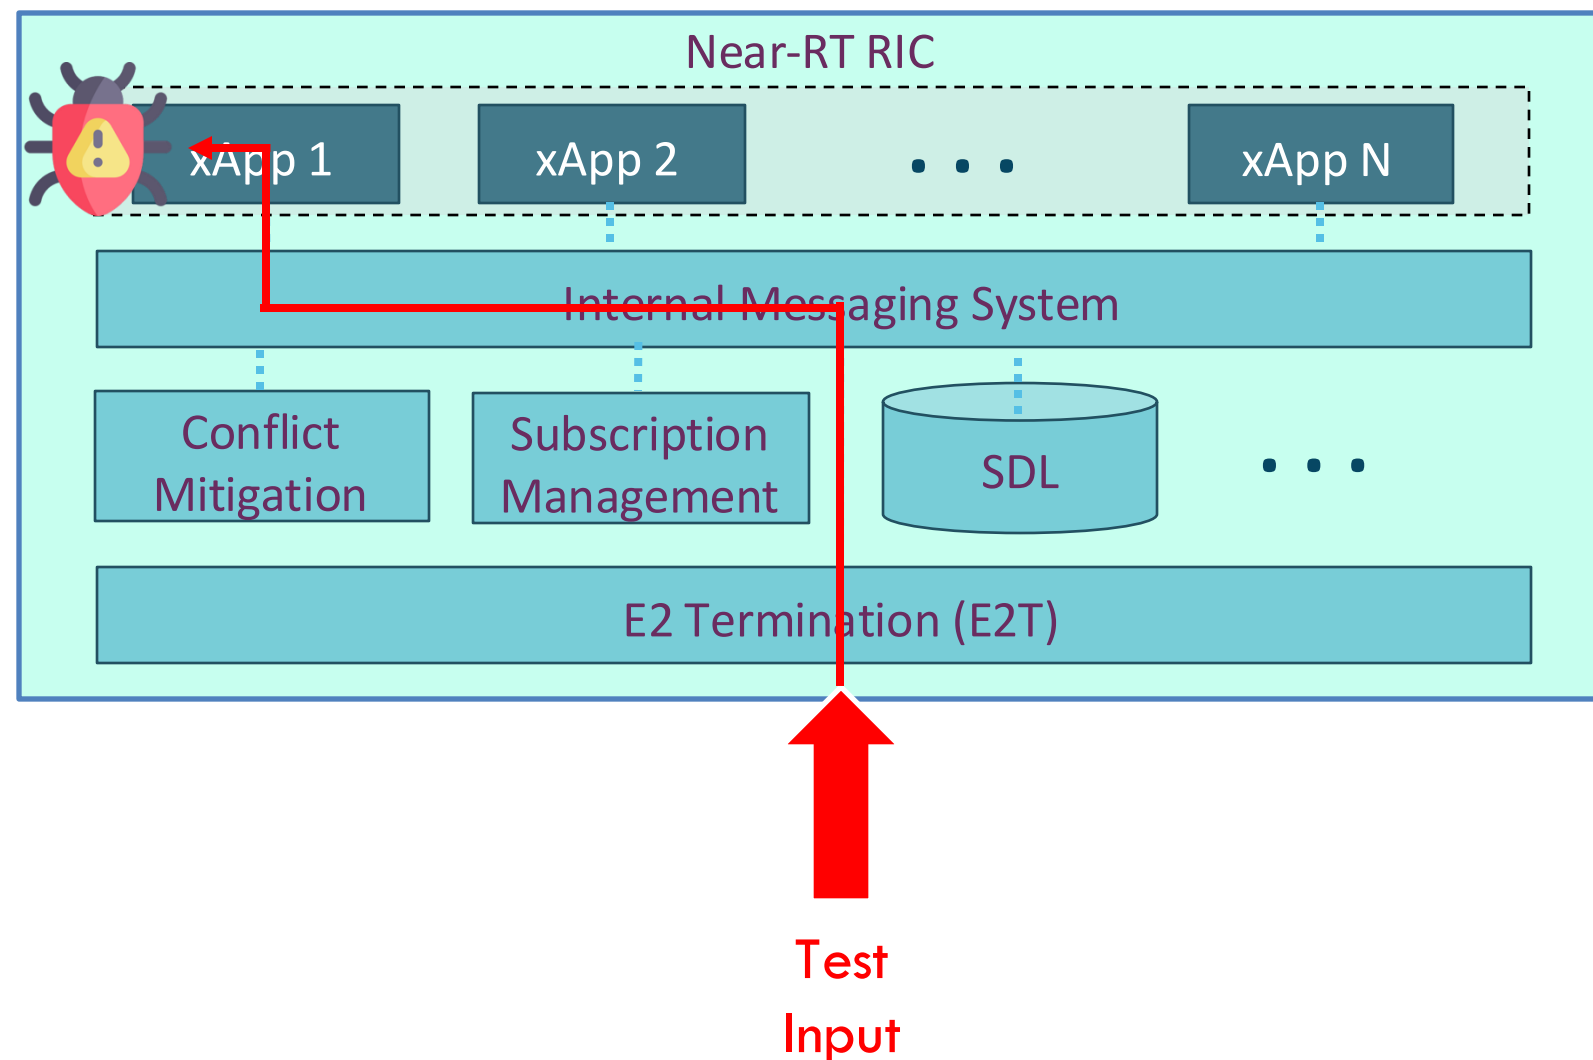 Near-RT RIC
xApp 1
xApp 2
. . .
xApp N
Internal Messaging System
Conflict
Mitigation
Subscription
Management
SDL
. . .
E2 Termination (E2T)
Test
Input